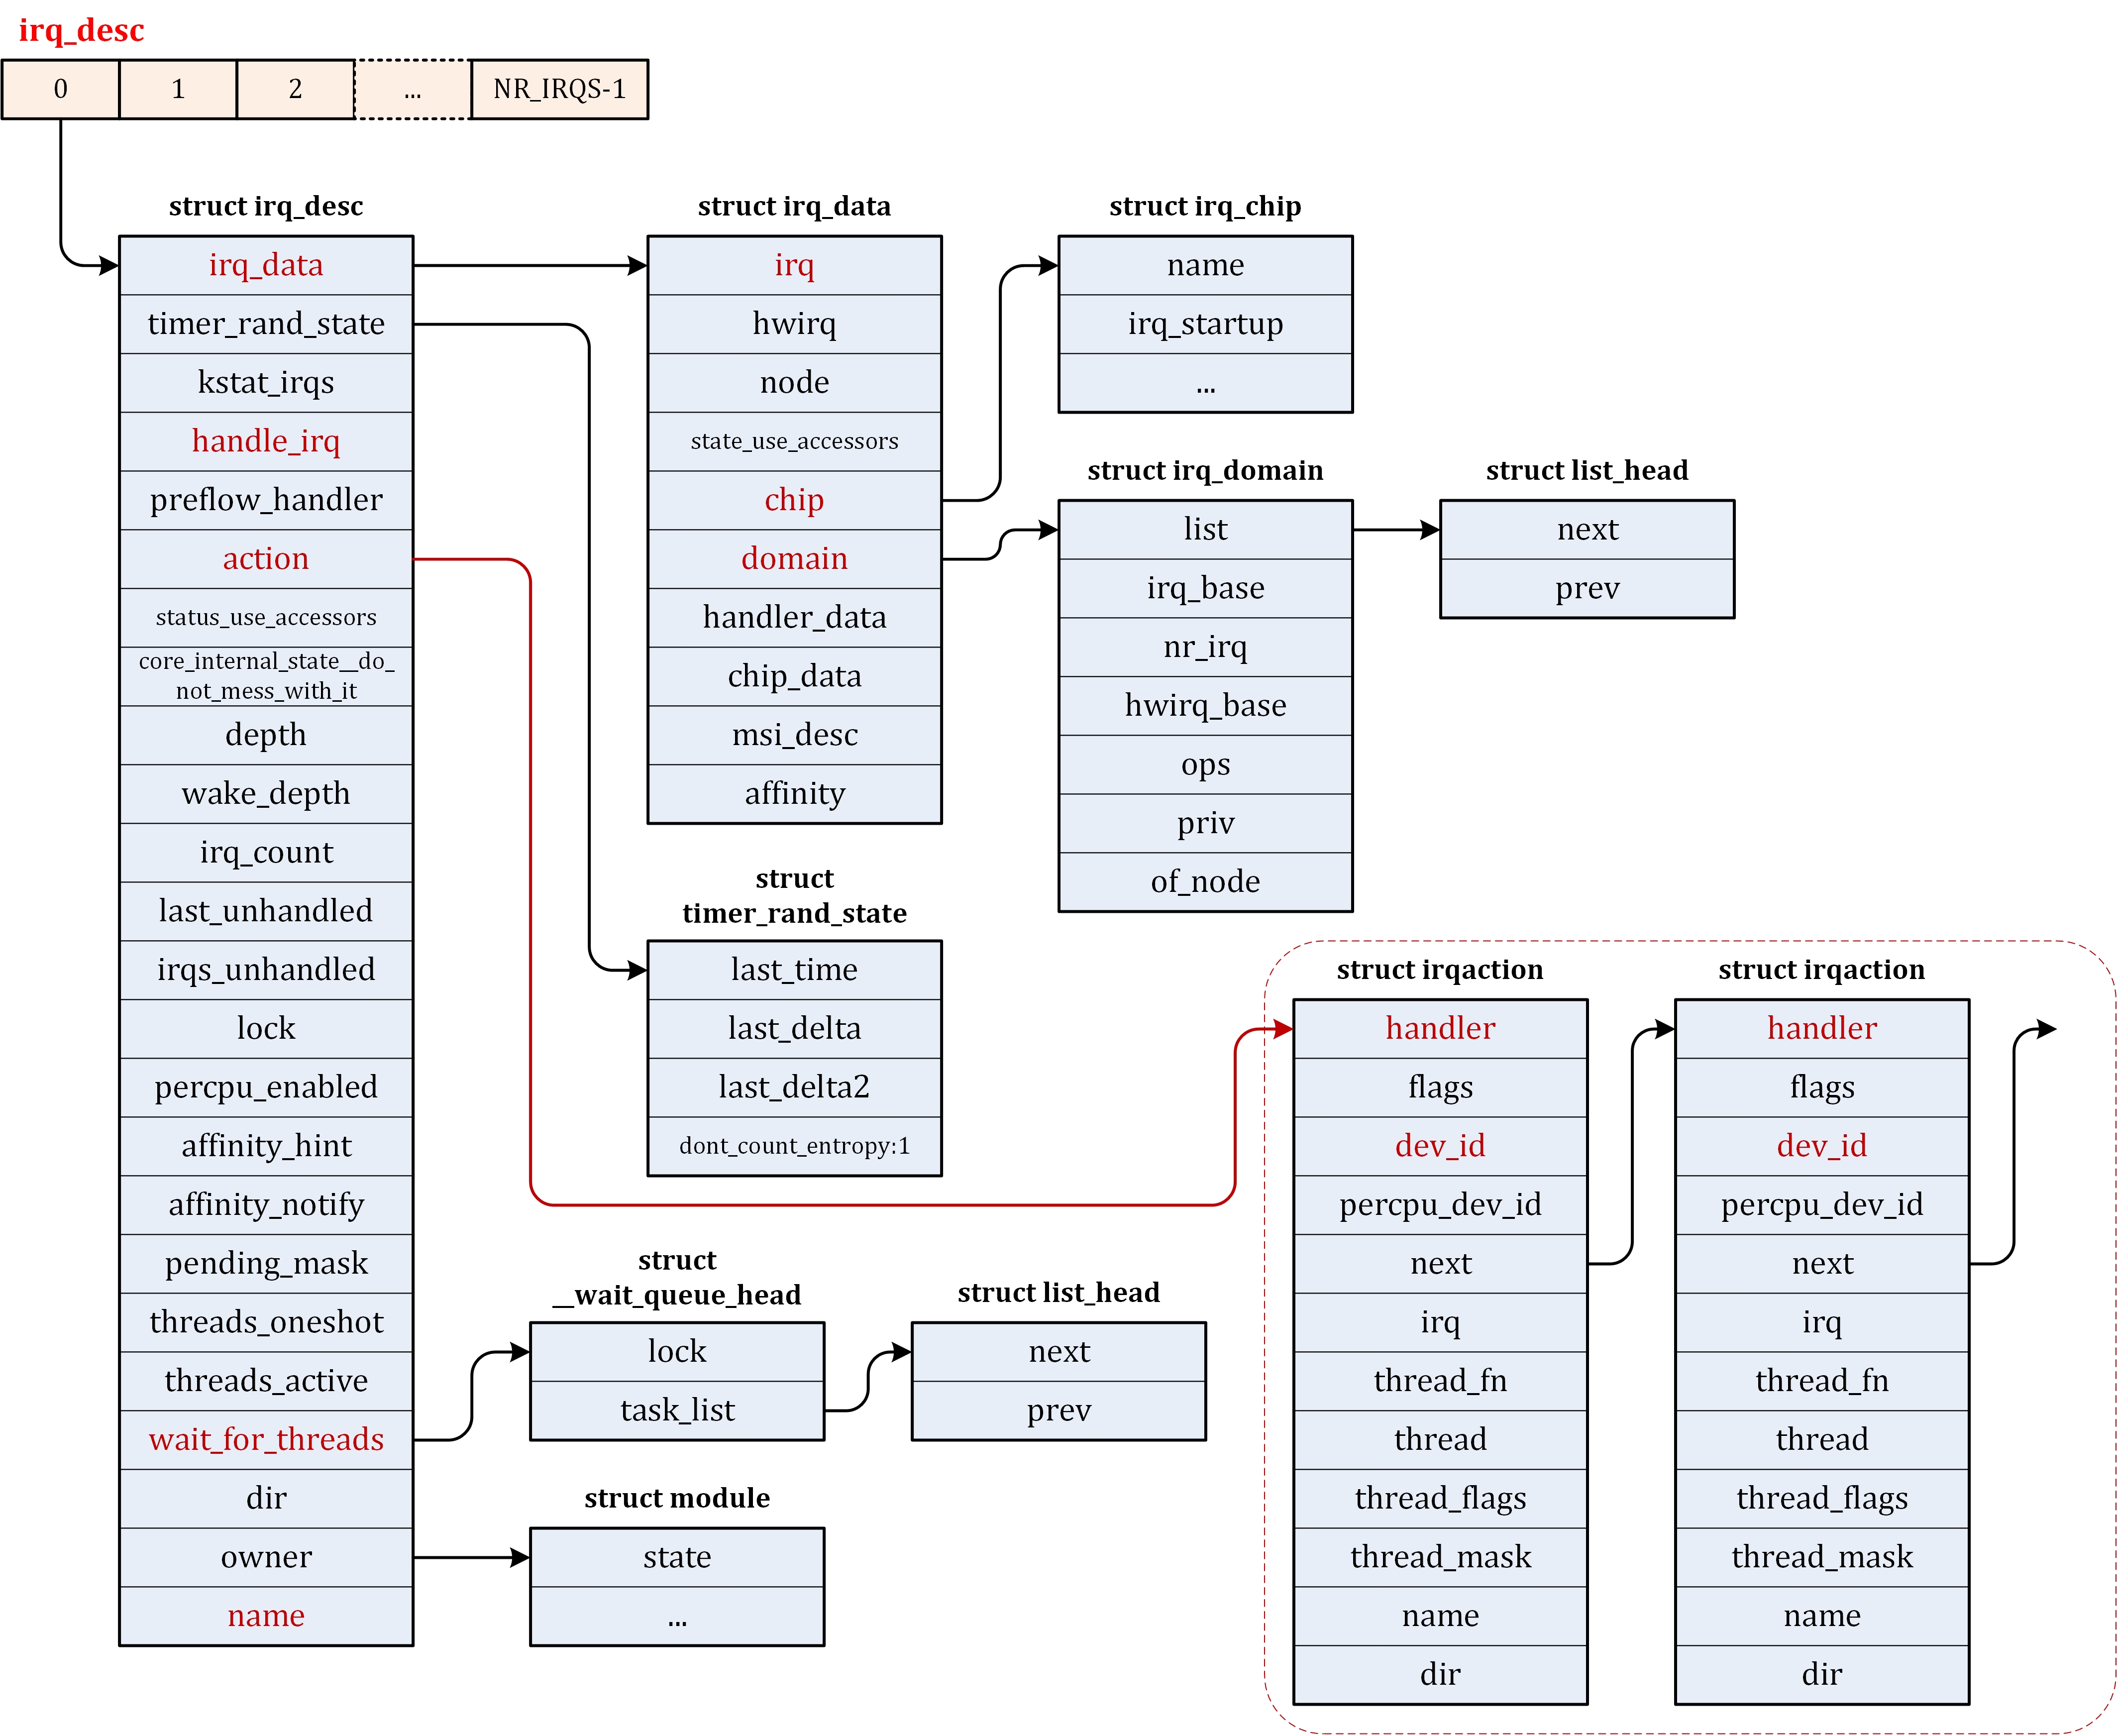 irq_desc
0
1
2
...
NR_IRQS-1
struct irq_desc
irq_data
timer_rand_state
kstat_irqs
handle_irq
preflow_handler
action
status_use_accessors
core_internal_state__do_
not_mess_with_it
depth
wake_depth
irq_count
last_unhandled
irqs_unhandled
lock
percpu_enabled
affinity_hint
affinity_notify
pending_mask
threads_oneshot
threads_active
wait_for_threads
dir
owner
name
struct irq_data
irq
hwirq
node
state_use_accessors
chip
domain
handler_data
chip_data
msi_desc
affinity
struct irq_chip
name
irq_startup
...
struct irq_domain
list
irq_base
nr_irq
hwirq_base
ops
priv
of_node
struct list_head
next
prev
struct
timer_rand_state
last_time
last_delta
last_delta2
dont_count_entropy:1
struct
__wait_queue_head
lock
task_list
struct list_head
next
prev
struct module
state
...
struct irqaction
handler
flags
dev_id
percpu_dev_id
next
irq
thread_fn
thread
thread_flags
thread_mask
name
dir
struct irqaction
handler
flags
dev_id
percpu_dev_id
next
irq
thread_fn
thread
thread_flags
thread_mask
name
dir